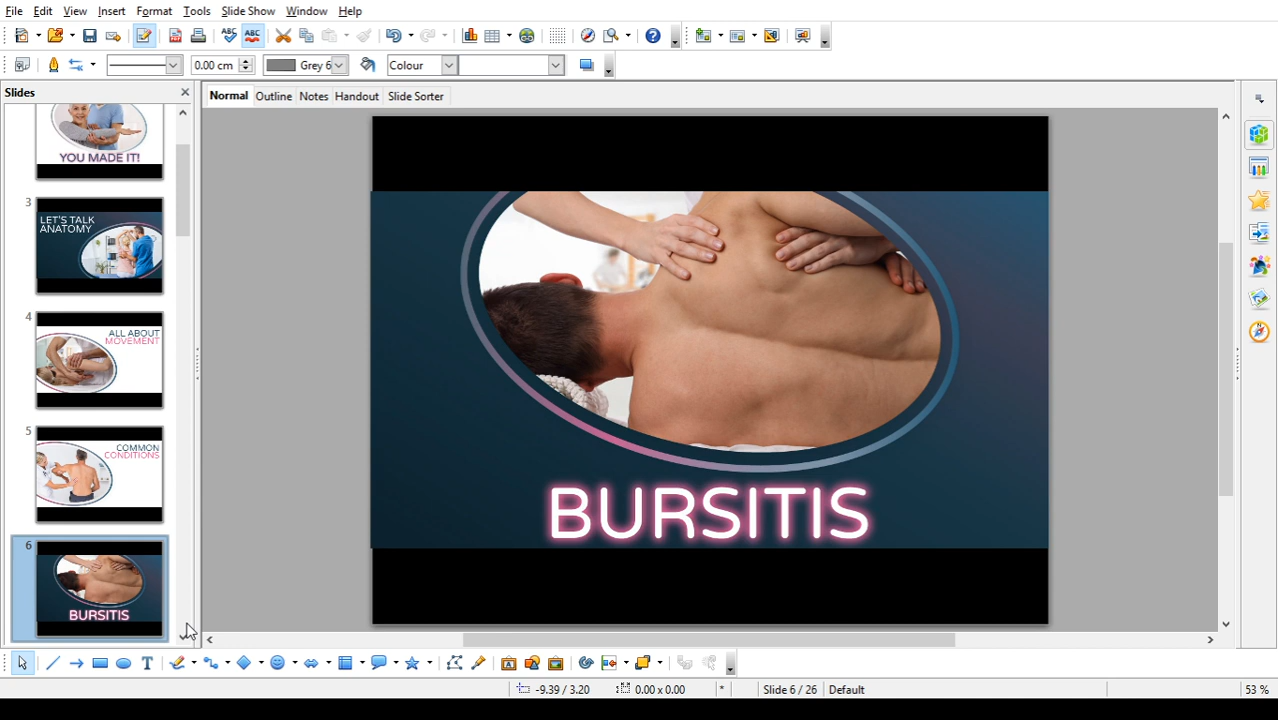 File Edit View Insert Format Tools Slide Show Window Help
ABC ABC
0.00 cm Grey 6 Colour
Slides
Normal Outline Notes Handout Slide Sorter
YOU MADE IT!
3
LET'S TALK
ANATOMY
4
ALL ABOUT
MOVEMENT
5
COMMON
CONDITIONS
6
BURSITIS
BURSITIS
T
-9.39 / 3.20 0.00 x 0.00 * Slide 6 / 26 Default 53 %